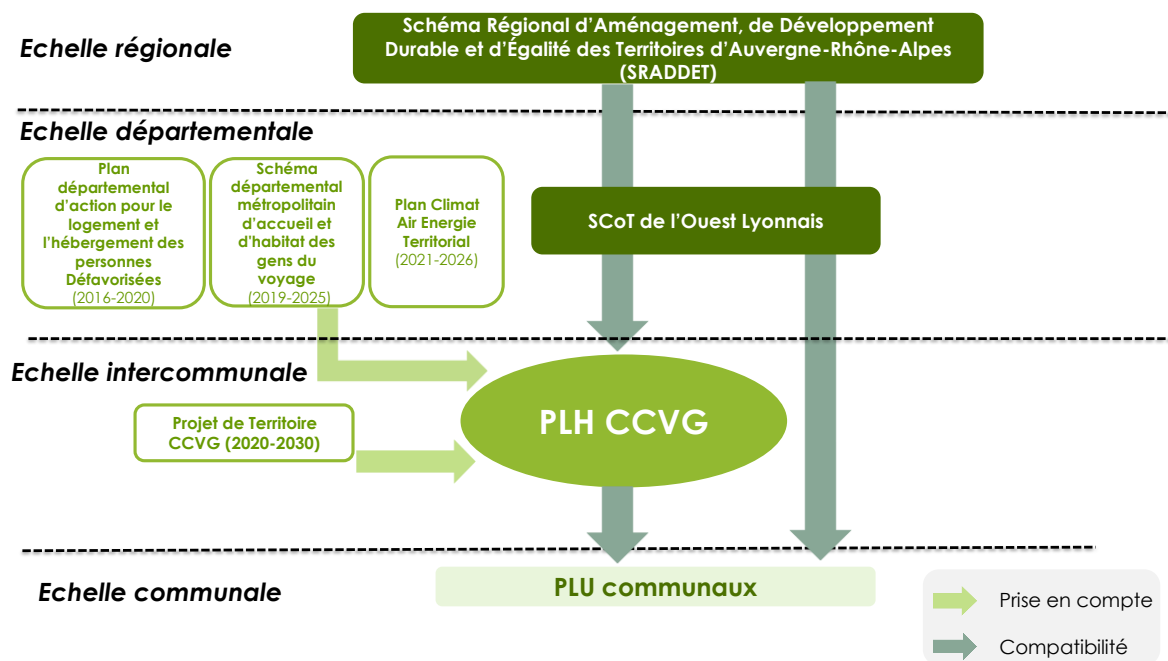 Echelle régionale
Schéma Régional d’Aménagement, de Développement
Durable et d’Égalité des Territoires d’Auvergne-Rhône-Alpes
(SRADDET)
Echelle départementale
Plan
départemental
d’action pour le
logement et
l’hébergement des
personnes
Défavorisées
(2016-2020)
Schéma
départemental
métropolitain
d’accueil et
d’habitat des
gens du
voyage
(2019-2025)
Plan Climat
Air Energie
Territorial
(2021-2026)
SCoT de l’Ouest Lyonnais
Echelle intercommunale
Projet de Territoire
CCVG (2020-2030)
PLH CCVG
Echelle communale
PLU communaux
Prise en compte
Compatibilité